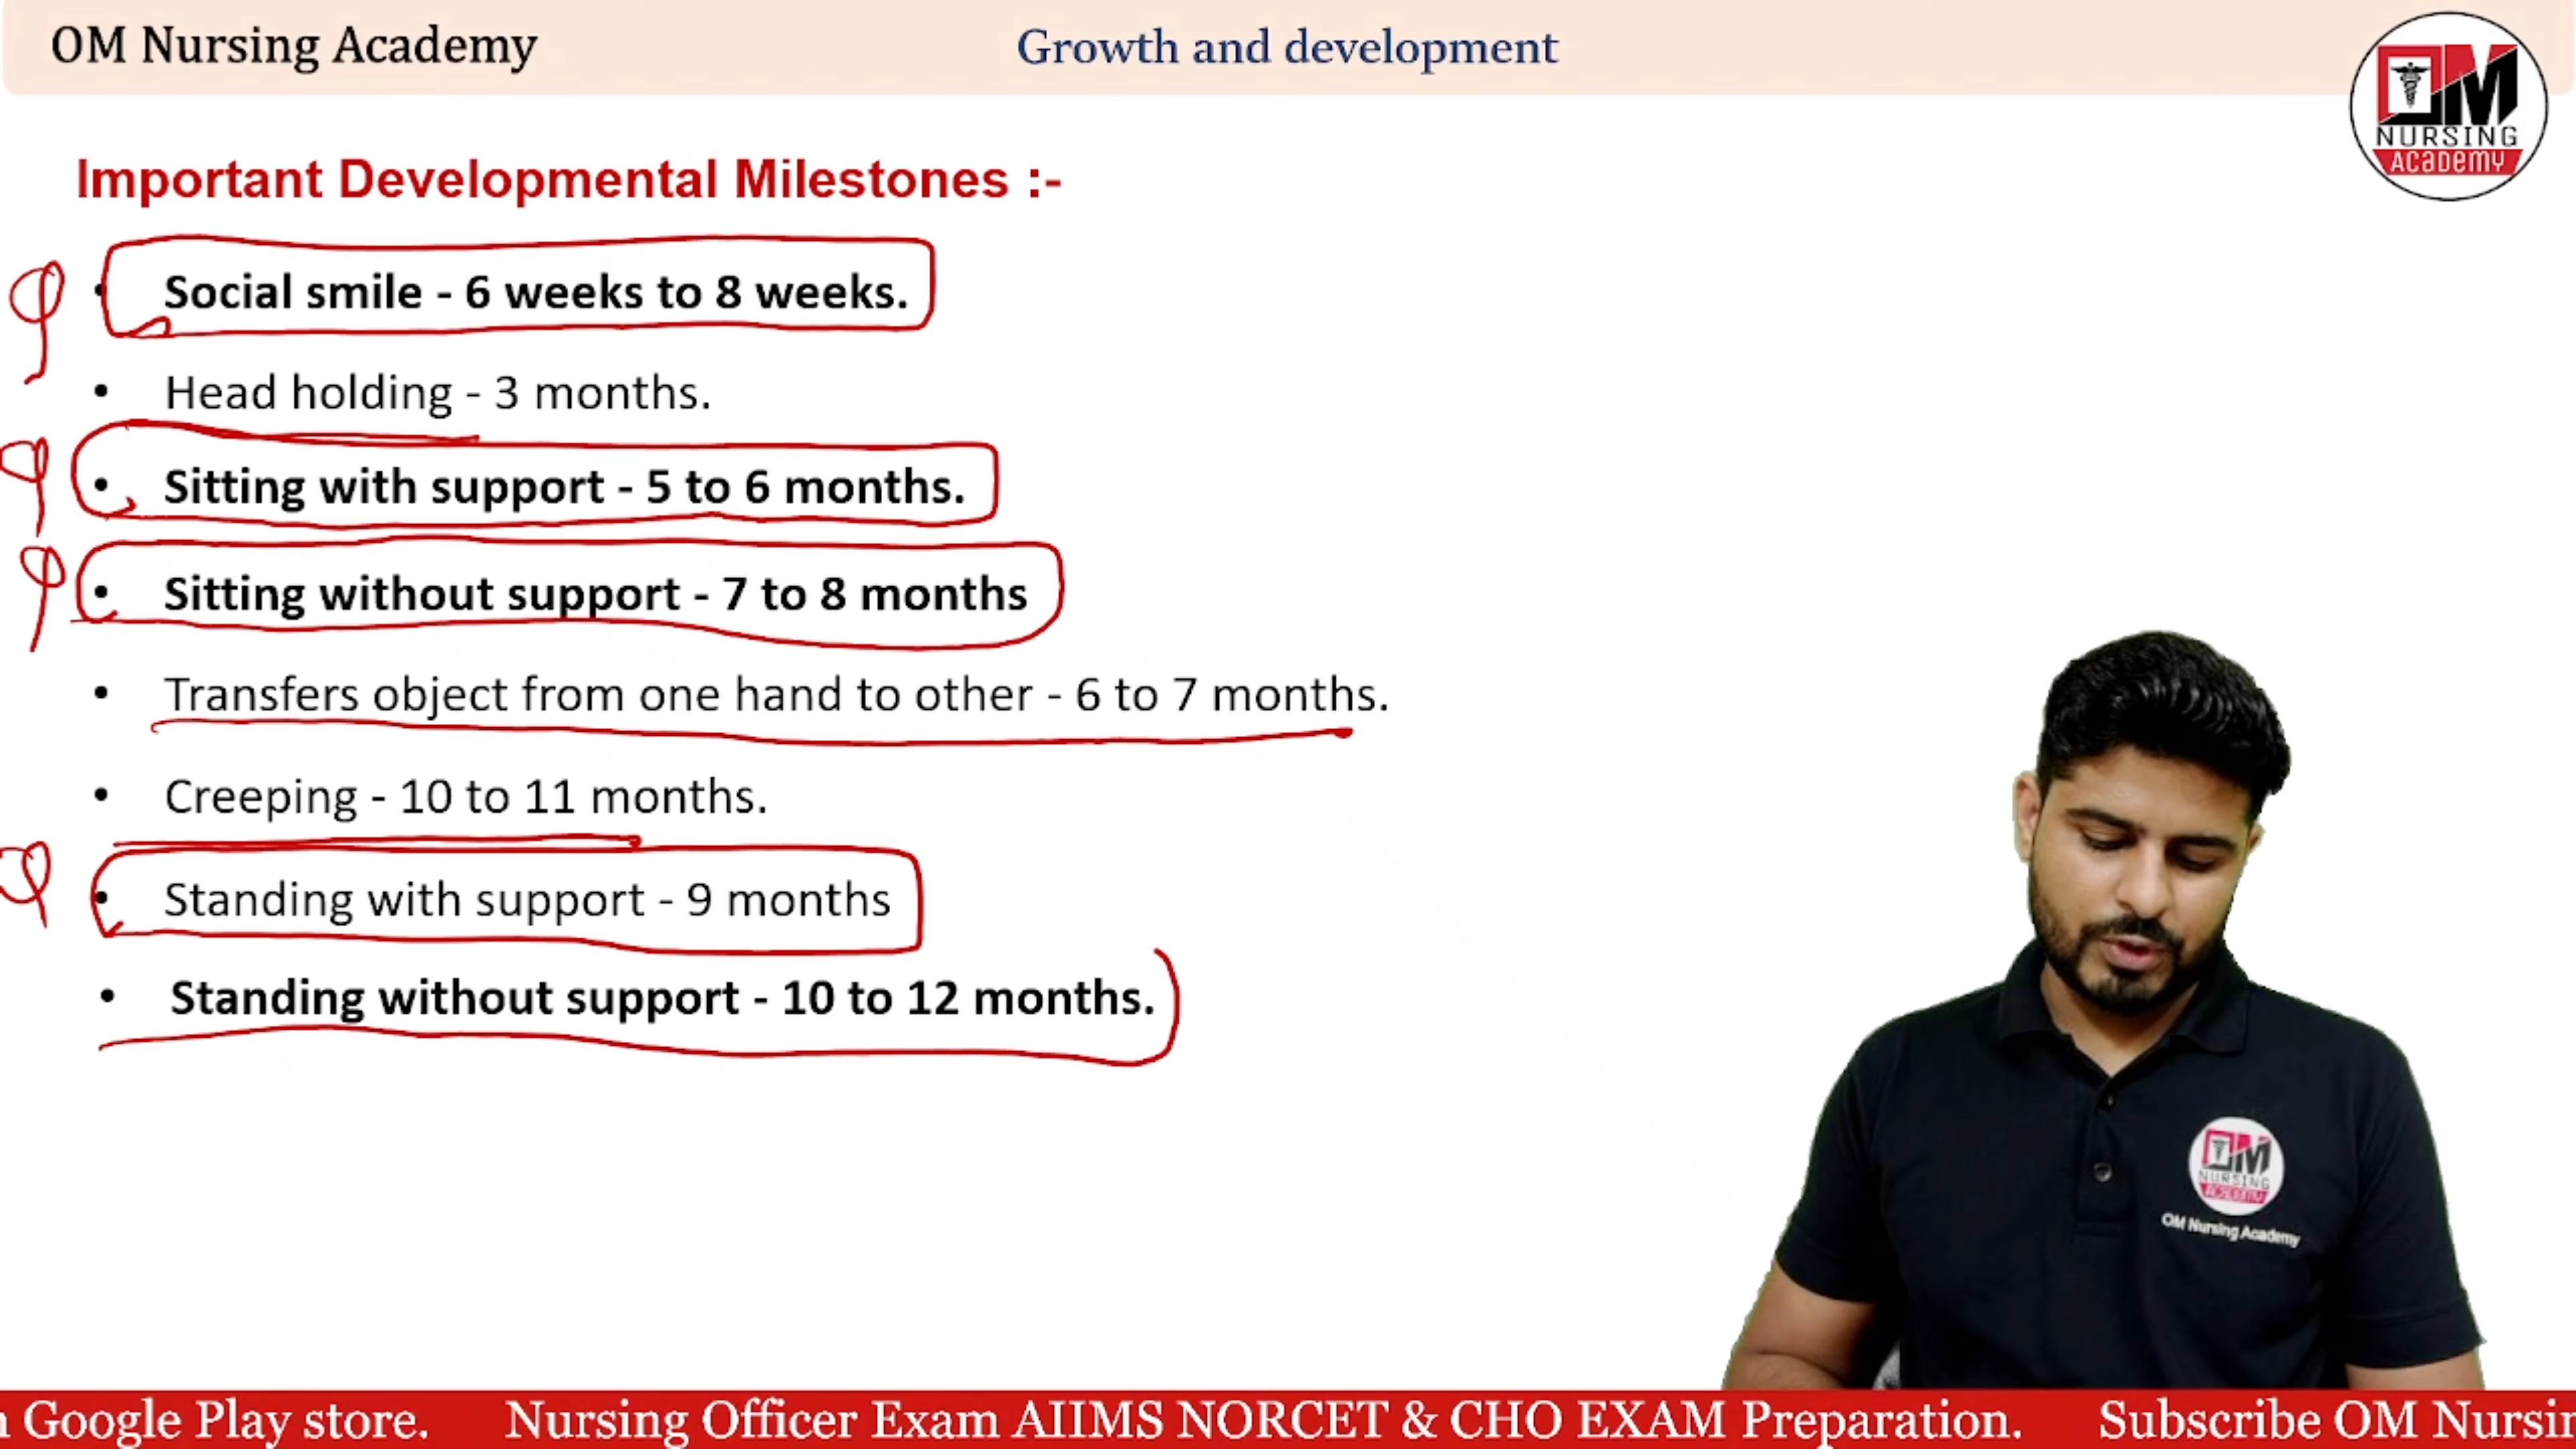 OM Nursing Academy
Growth and development
OM
NURSING
ACADEMY
Important Developmental Milestones :-
• Social smile - 6 weeks to 8 weeks.
• Head holding - 3 months.
• Sitting with support - 5 to 6 months.
• Sitting without support - 7 to 8 months
• Transfers object from one hand to other - 6 to 7 months.
• Creeping - 10 to 11 months.
• Standing with support - 9 months
• Standing without support - 10 to 12 months.
OM
NURSING
ACADEMY
OM Nursing Academy
Google Play store. Nursing Officer Exam AIIMS NORCET & CHO EXAM Preparation. Subscribe OM Nursin